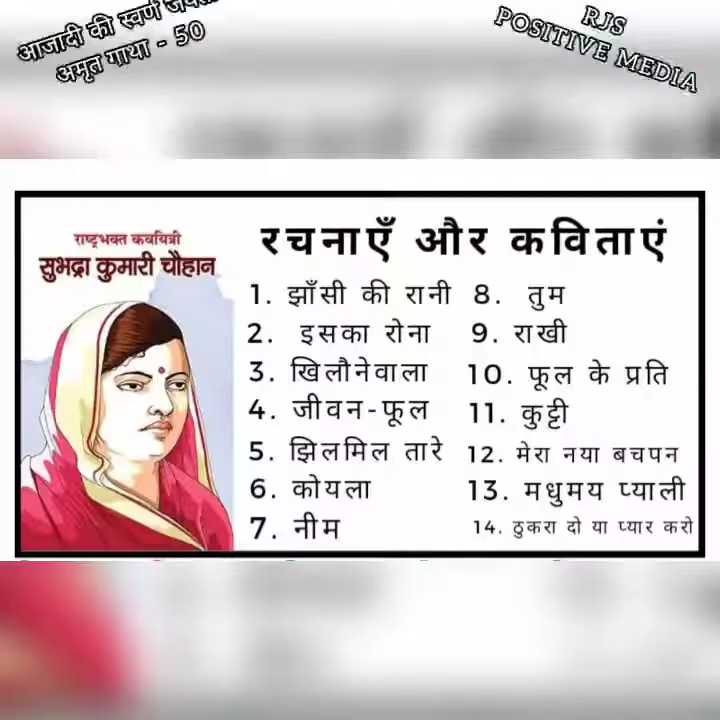 आजादी की स्वर्ण
अमृत गाथा - 50
RJS
POSITIVE MEDIA
राष्ट्रभक्त कवयित्री
सुभद्रा कुमारी चौहान
रचनाएँ और कविताएं
1. झाँसी की रानी
2. इसका रोना
3. खिलौनेवाला
4. जीवन-फूल
5. झिलमिल तारे
6. कोयला
7. नीम
8. तुम
9. राखी
10. फूल के प्रति
11. कुट्टी
12. मेरा नया बचपन
13. मधुमय प्याली
14. ठुकरा दो या प्यार करो